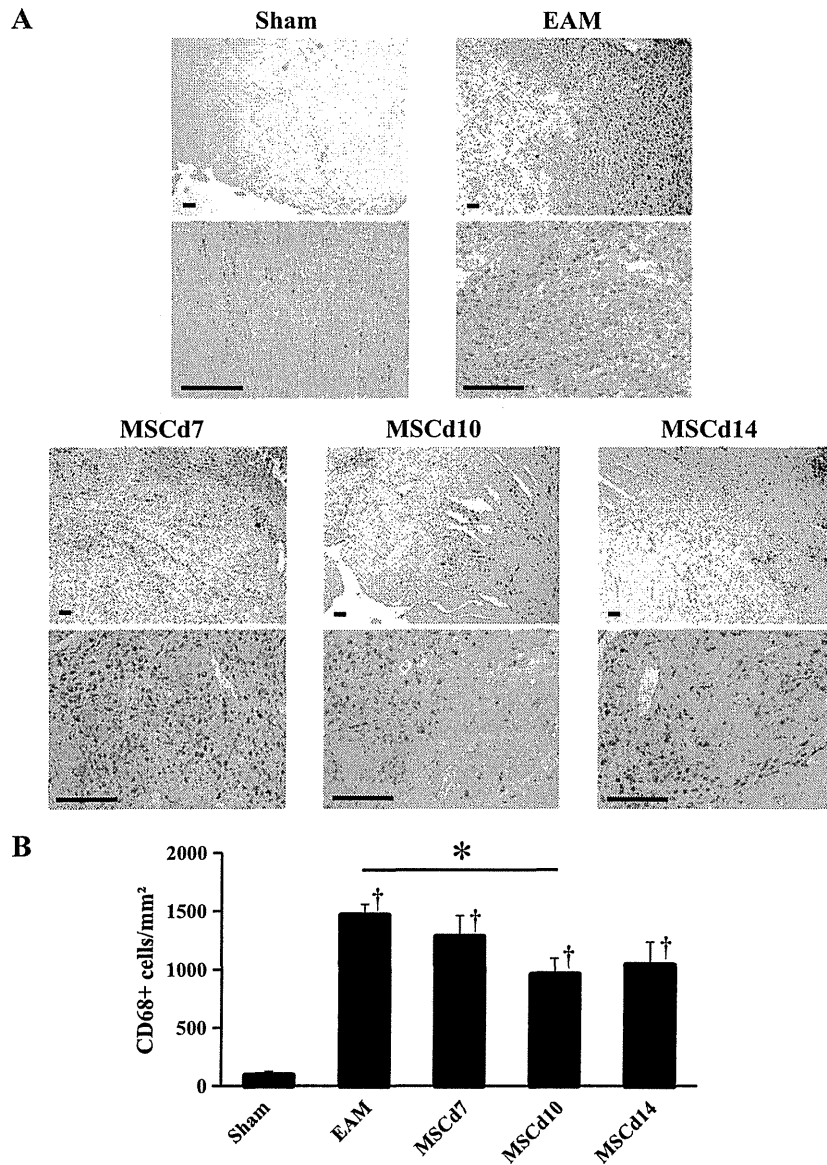 A
Sham
EAM
MSCd7
MSCd10
MSCd14
B
CD68+ cells/mm²
2000
1500
1000
500
0
*
†
†
†
†
Sham
EAM
MSCd7
MSCd10
MSCd14